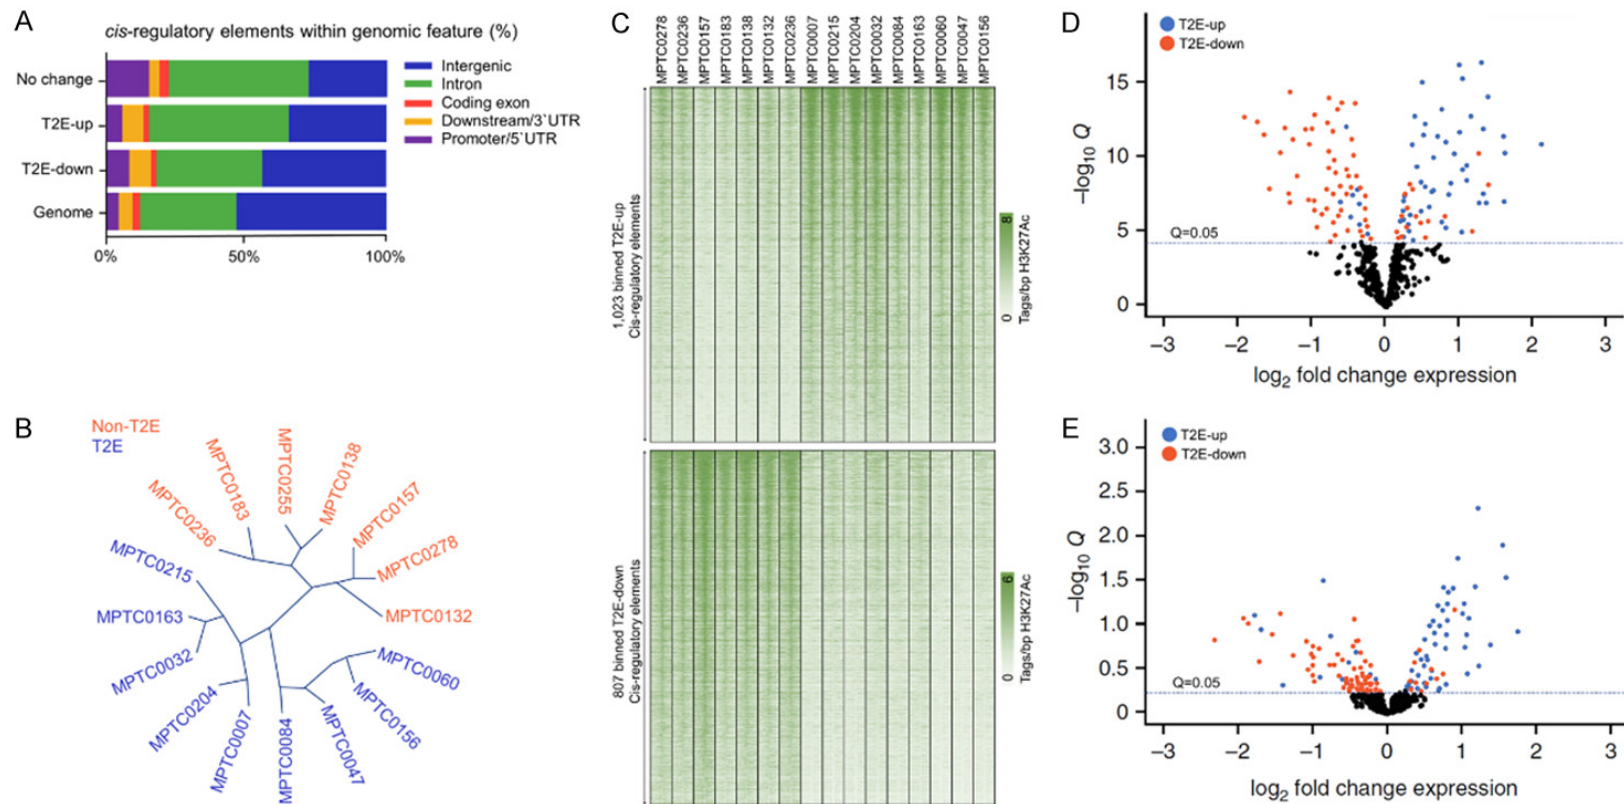 A
cis-regulatory elements within genomic feature (%)
No change
T2E-up
T2E-down
Genome
0%
50%
100%
Intergenic
Intron
Coding exon
Downstream/3`UTR
Promoter/5`UTR
B
Non-T2E
T2E
MPTC0236
MPTC0183
MPTC0255
MPTC0138
MPTC0157
MPTC0278
MPTC0132
MPTC0215
MPTC0163
MPTC0032
MPTC0204
MPTC0007
MPTC0084
MPTC0047
MPTC0156
MPTC0060
C
MPTC0278
MPTC0236
MPTC0157
MPTC0183
MPTC0138
MPTC0132
MPTC0236
MPTC0007
MPTC0215
MPTC0204
MPTC0032
MPTC0084
MPTC0163
MPTC0060
MPTC0047
MPTC0156
1,023 binned T2E-up
Cis-regulatory elements
0
8
Tags/bp H3K27Ac
807 binned T2E-down
Cis-regulatory elements
0
6
Tags/bp H3K27Ac
D
T2E-up
T2E-down
–log10 Q
15
10
5
0
Q=0.05
–3
–2
–1
0
1
2
3
log2 fold change expression
E
T2E-up
T2E-down
–log10 Q
3.0
2.5
2.0
1.5
1.0
0.5
0
Q=0.05
–3
–2
–1
0
1
2
3
log2 fold change expression